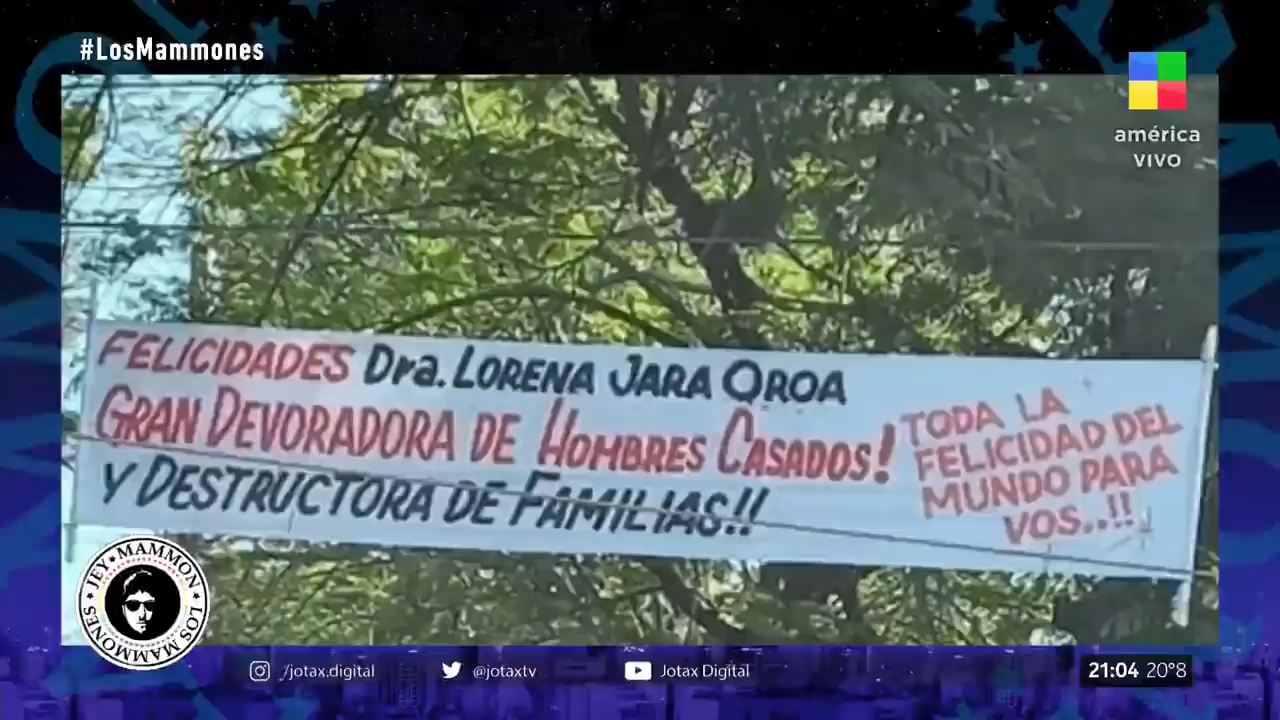 #LosMammones
américa
VIVO
FELICIDADES Dra. LORENA JARA OROA
GRAN DEVORADORA DE HOMBRES CASADOS!
Y DESTRUCTORA DE FAMILIAS!!
TODA LA
FELICIDAD DEL
MUNDO PARA
VOS..!!
JEY MAMMON LOS MAMMONES
/jotax.digital
@jotaxtv
Jotax Digital
21:04 20°8